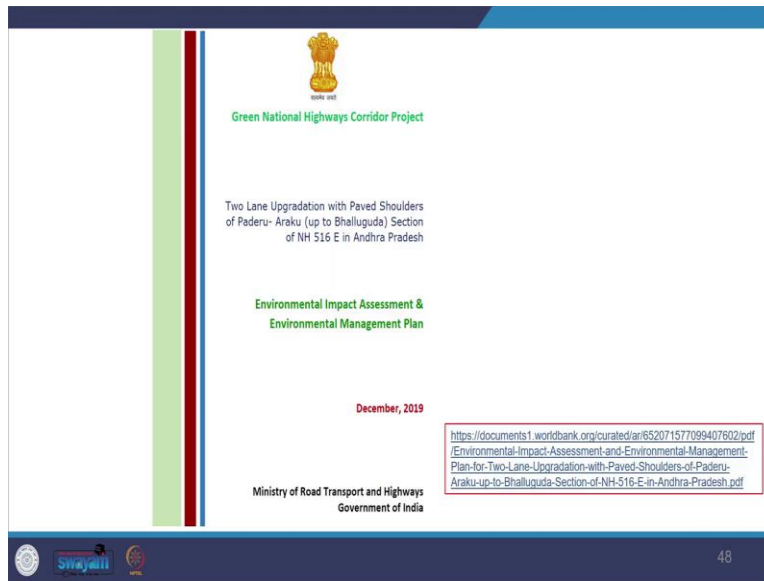 सत्यमेव जयते
Green National Highways Corridor Project
Two Lane Upgradation with Paved Shoulders
of Paderu- Araku (up to Bhalluguda) Section
of NH 516 E in Andhra Pradesh
Environmental Impact Assessment &
Environmental Management Plan
December, 2019
Ministry of Road Transport and Highways
Government of India
https://documents1.worldbank.org/curated/ar/652071577099407602/pdf
/Environmental-Impact-Assessment-and-Environmental-Management-
Plan-for-Two-Lane-Upgradation-with-Paved-Shoulders-of-Paderu-
Araku-up-to-Bhalluguda-Section-of-NH-516-E-in-Andhra-Pradesh.pdf
swayam
NPTEL
48